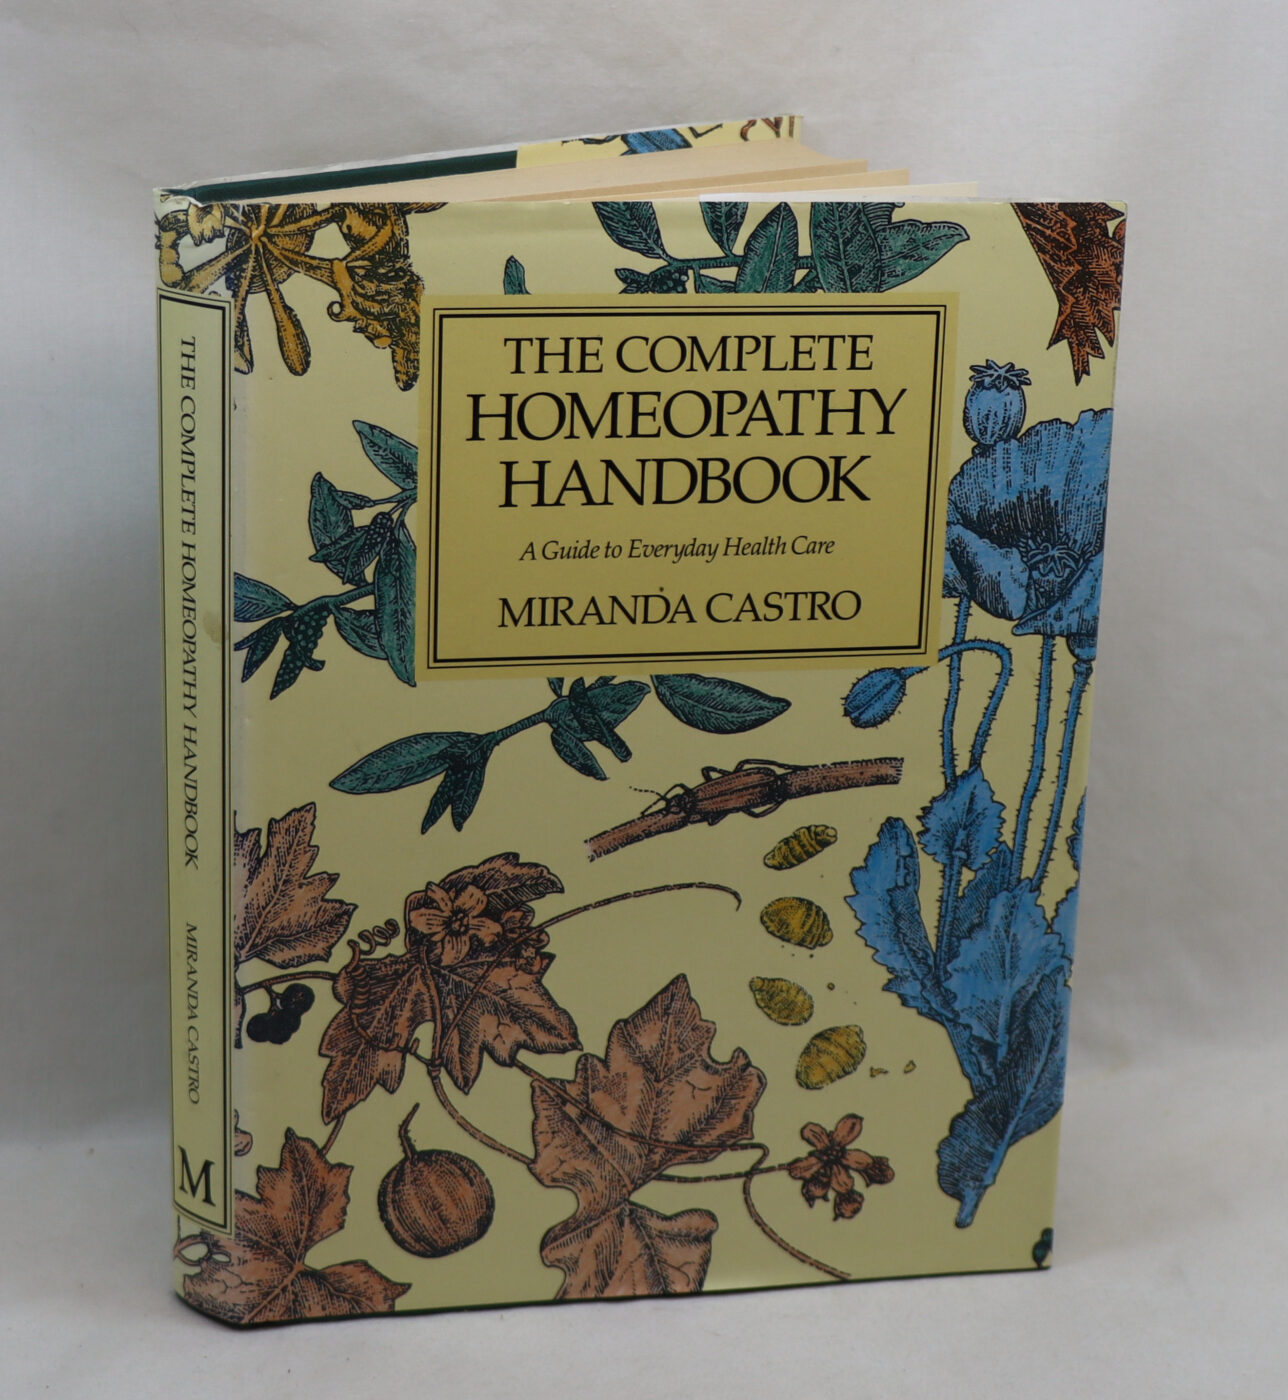 THE COMPLETE
HOMEOPATHY
HANDBOOK
A Guide to Everyday Health Care
MIRANDA CASTRO
THE COMPLETE HOMEOPATHY HANDBOOK MIRANDA CASTRO
M